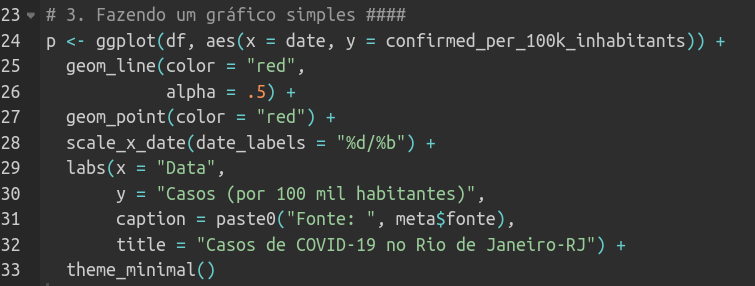 23 # 3. Fazendo um gráfico simples ####
24 p <- ggplot(df, aes(x = date, y = confirmed_per_100k_inhabitants)) +
25   geom_line(color = "red",
26             alpha = .5) +
27   geom_point(color = "red") +
28   scale_x_date(date_labels = "%d/%b") +
29   labs(x = "Data",
30        y = "Casos (por 100 mil habitantes)",
31        caption = paste0("Fonte: ", meta$fonte),
32        title = "Casos de COVID-19 no Rio de Janeiro-RJ") +
33   theme_minimal()